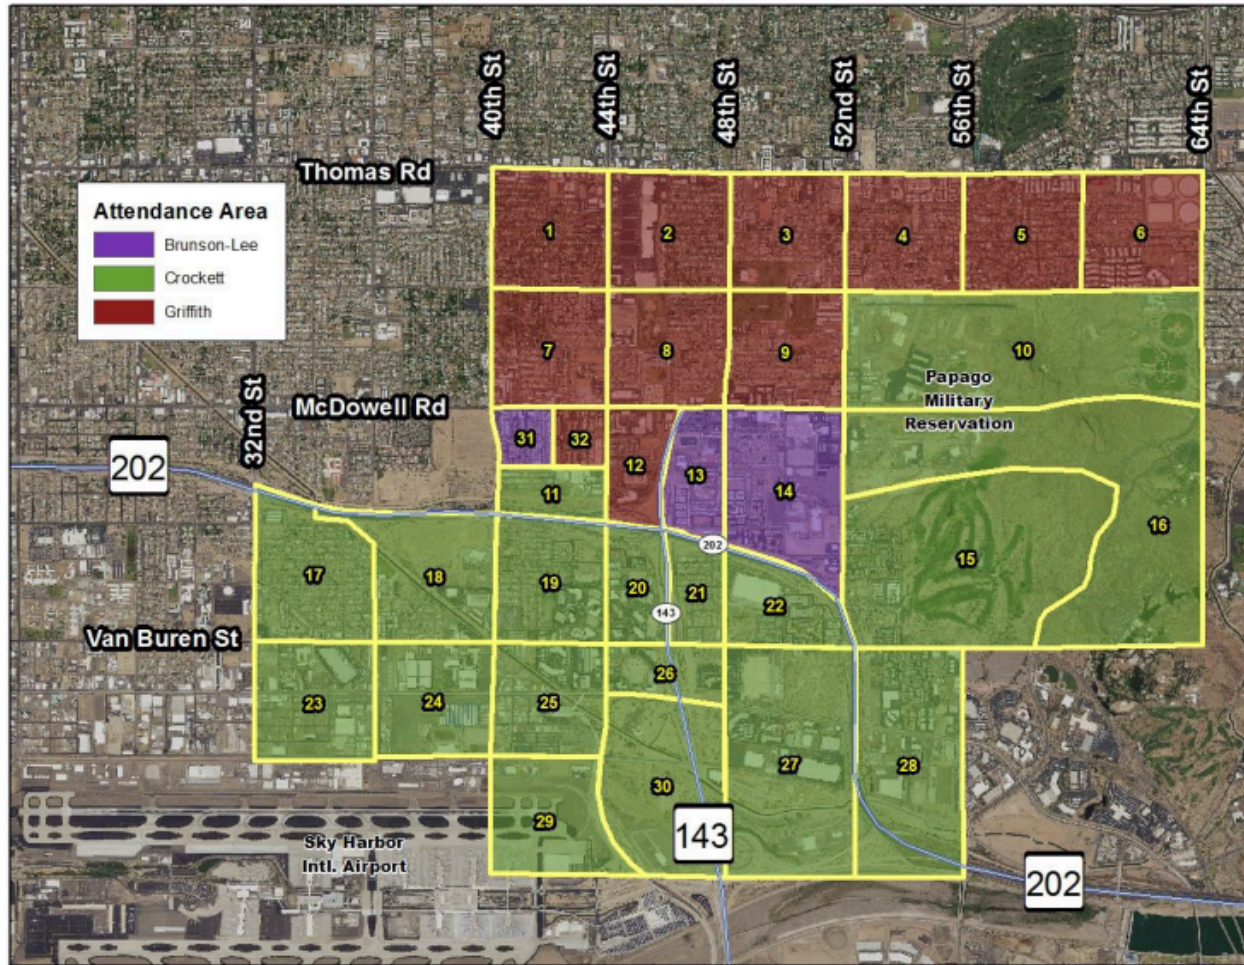 40th St
44th St
48th St
52nd St
56th St
64th St
Thomas Rd
Attendance Area
Brunson-Lee
Crockett
Griffith
1
2
3
4
5
6
7
8
9
10
Papago
Military
Reservation
32nd St
McDowell Rd
202
31
32
12
13
14
11
16
15
202
17
18
19
20
21
22
143
Van Buren St
23
24
25
26
27
28
29
30
143
Sky Harbor
Intl. Airport
202